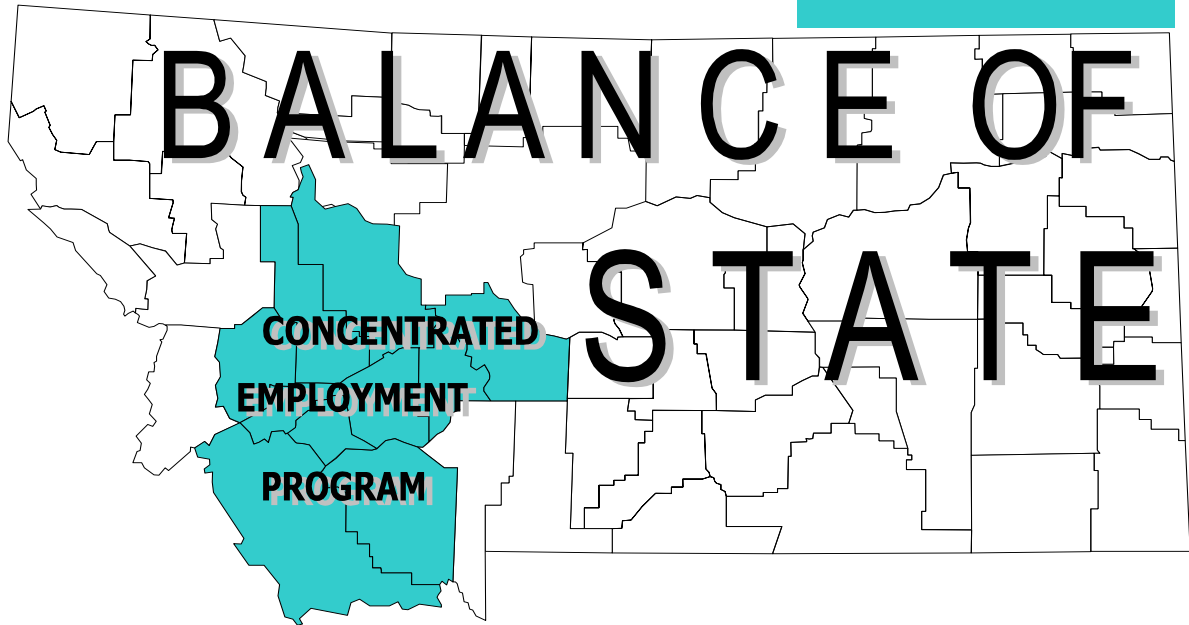 BALANCE OF
STATE
CONCENTRATED
EMPLOYMENT
PROGRAM